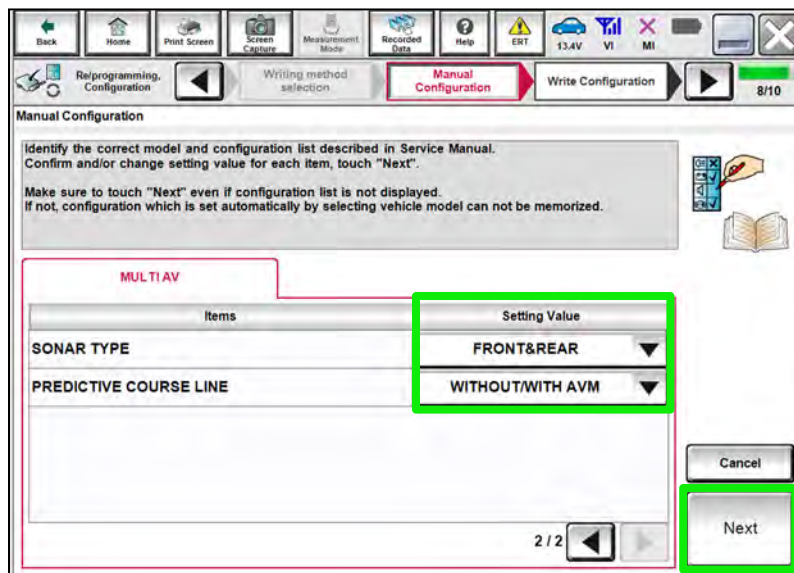 Back
Home
Print Screen
Screen
Capture
Measurement
Mode
Recorded
Data
Help
ERT
13.4V
VI
MI
Re/programming,
Configuration
Writing method
selection
Manual
Configuration
Write Configuration
8/10
Manual Configuration
Identify the correct model and configuration list described in Service Manual.
Confirm and/or change setting value for each item, touch "Next".
Make sure to touch "Next" even if configuration list is not displayed.
If not, configuration which is set automatically by selecting vehicle model can not be memorized.
MULTI AV
Items
Setting Value
SONAR TYPE
FRONT&REAR
PREDICTIVE COURSE LINE
WITHOUT/WITH AVM
Cancel
Next
2 / 2